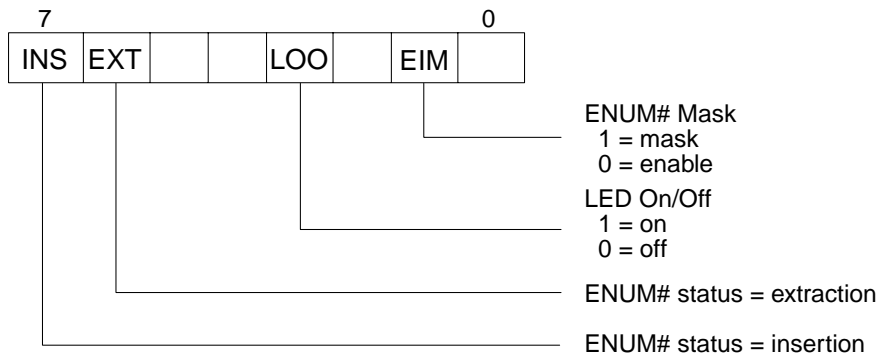 7 0
INS EXT LOO EIM
ENUM# Mask
1 = mask
0 = enable
LED On/Off
1 = on
0 = off
ENUM# status = extraction
ENUM# status = insertion